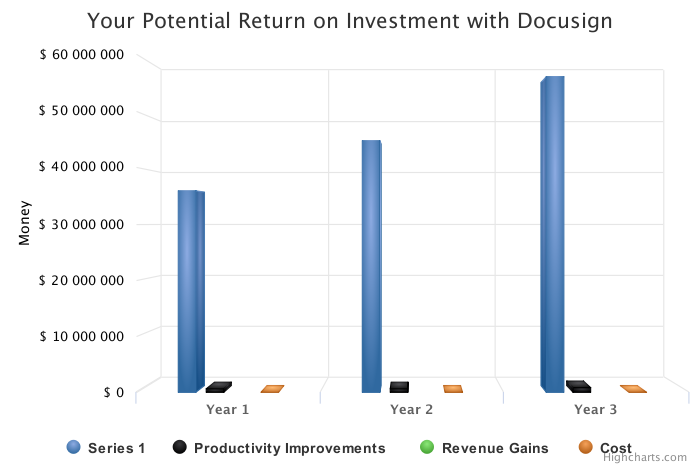 Your Potential Return on Investment with Docusign
$ 60 000 000
$ 50 000 000
$ 40 000 000
$ 30 000 000
$ 20 000 000
$ 10 000 000
$ 0
Money
Year 1 Year 2 Year 3
Series 1 Productivity Improvements Revenue Gains Cost
Highcharts.com